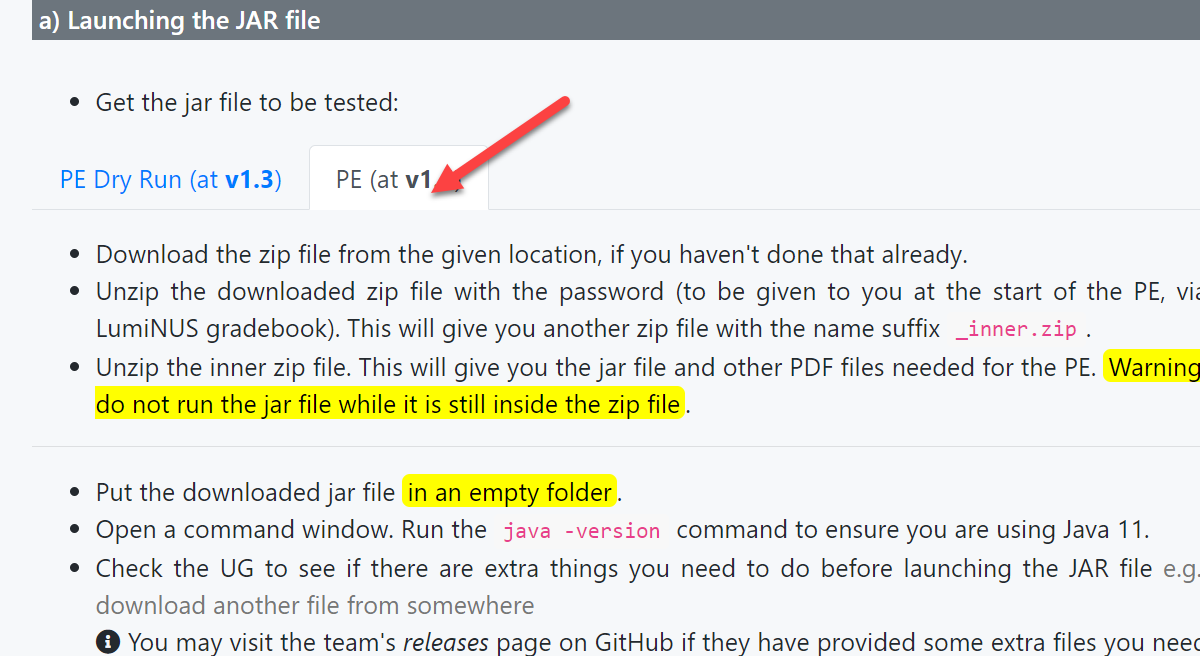 a) Launching the JAR file
Get the jar file to be tested:
PE Dry Run (at v1.3) PE (at
Download the zip file from the given location, if you haven't done that already.
Unzip the downloaded zip file with the password (to be given to you at the start of the PE, via
LumiNUS gradebook). This will give you another zip file with the name suffix _inner.zip .
Unzip the inner zip file. This will give you the jar file and other PDF files needed for the PE. Warning
do not run the jar file while it is still inside the zip file.
Put the downloaded jar file in an empty folder.
Open a command window. Run the java -version command to ensure you are using Java 11.
Check the UG to see if there are extra things you need to do before launching the JAR file e.g.
download another file from somewhere
You may visit the team's releases page on GitHub if they have provided some extra files you need